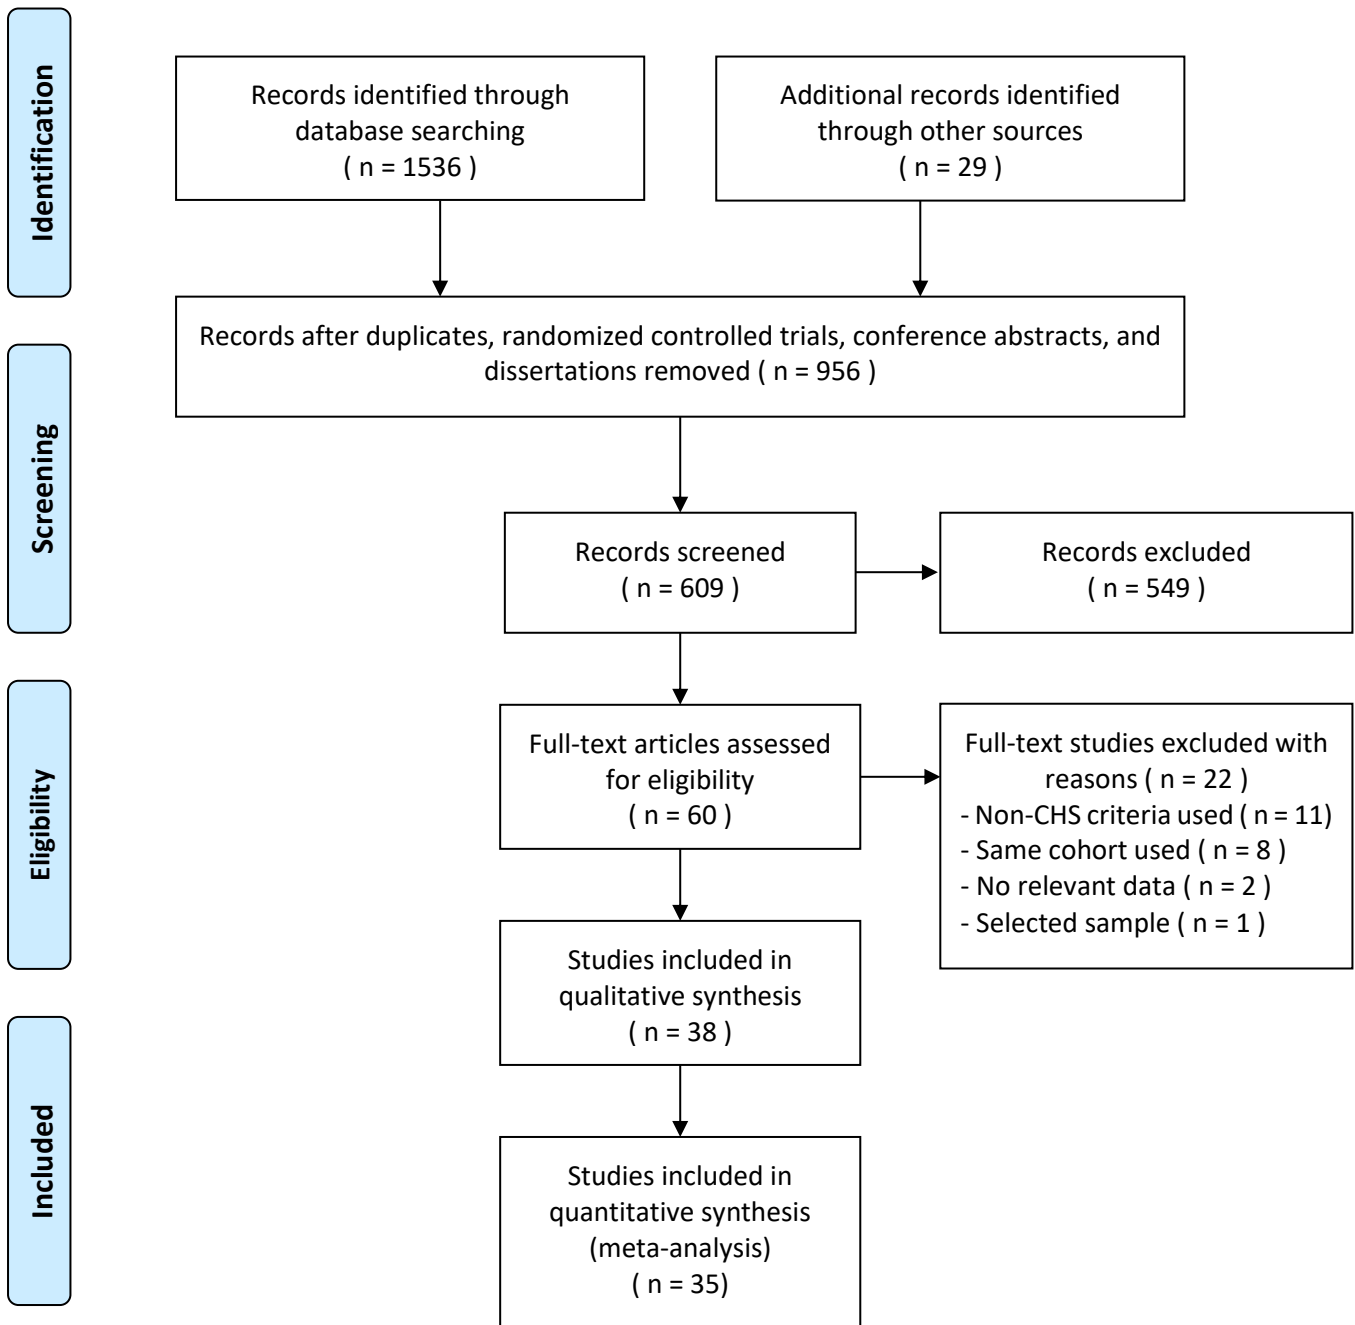 Identification
Records identified through
database searching
( n = 1536 )
Additional records identified
through other sources
( n = 29 )
Records after duplicates, randomized controlled trials, conference abstracts, and
dissertations removed ( n = 956 )
Screening
Records screened
( n = 609 )
Records excluded
( n = 549 )
Eligibility
Full-text articles assessed
for eligibility
( n = 60 )
Full-text studies excluded with
reasons ( n = 22 )
- Non-CHS criteria used ( n = 11)
- Same cohort used ( n = 8 )
- No relevant data ( n = 2 )
- Selected sample ( n = 1 )
Studies included in
qualitative synthesis
( n = 38 )
Included
Studies included in
quantitative synthesis
(meta-analysis)
( n = 35)